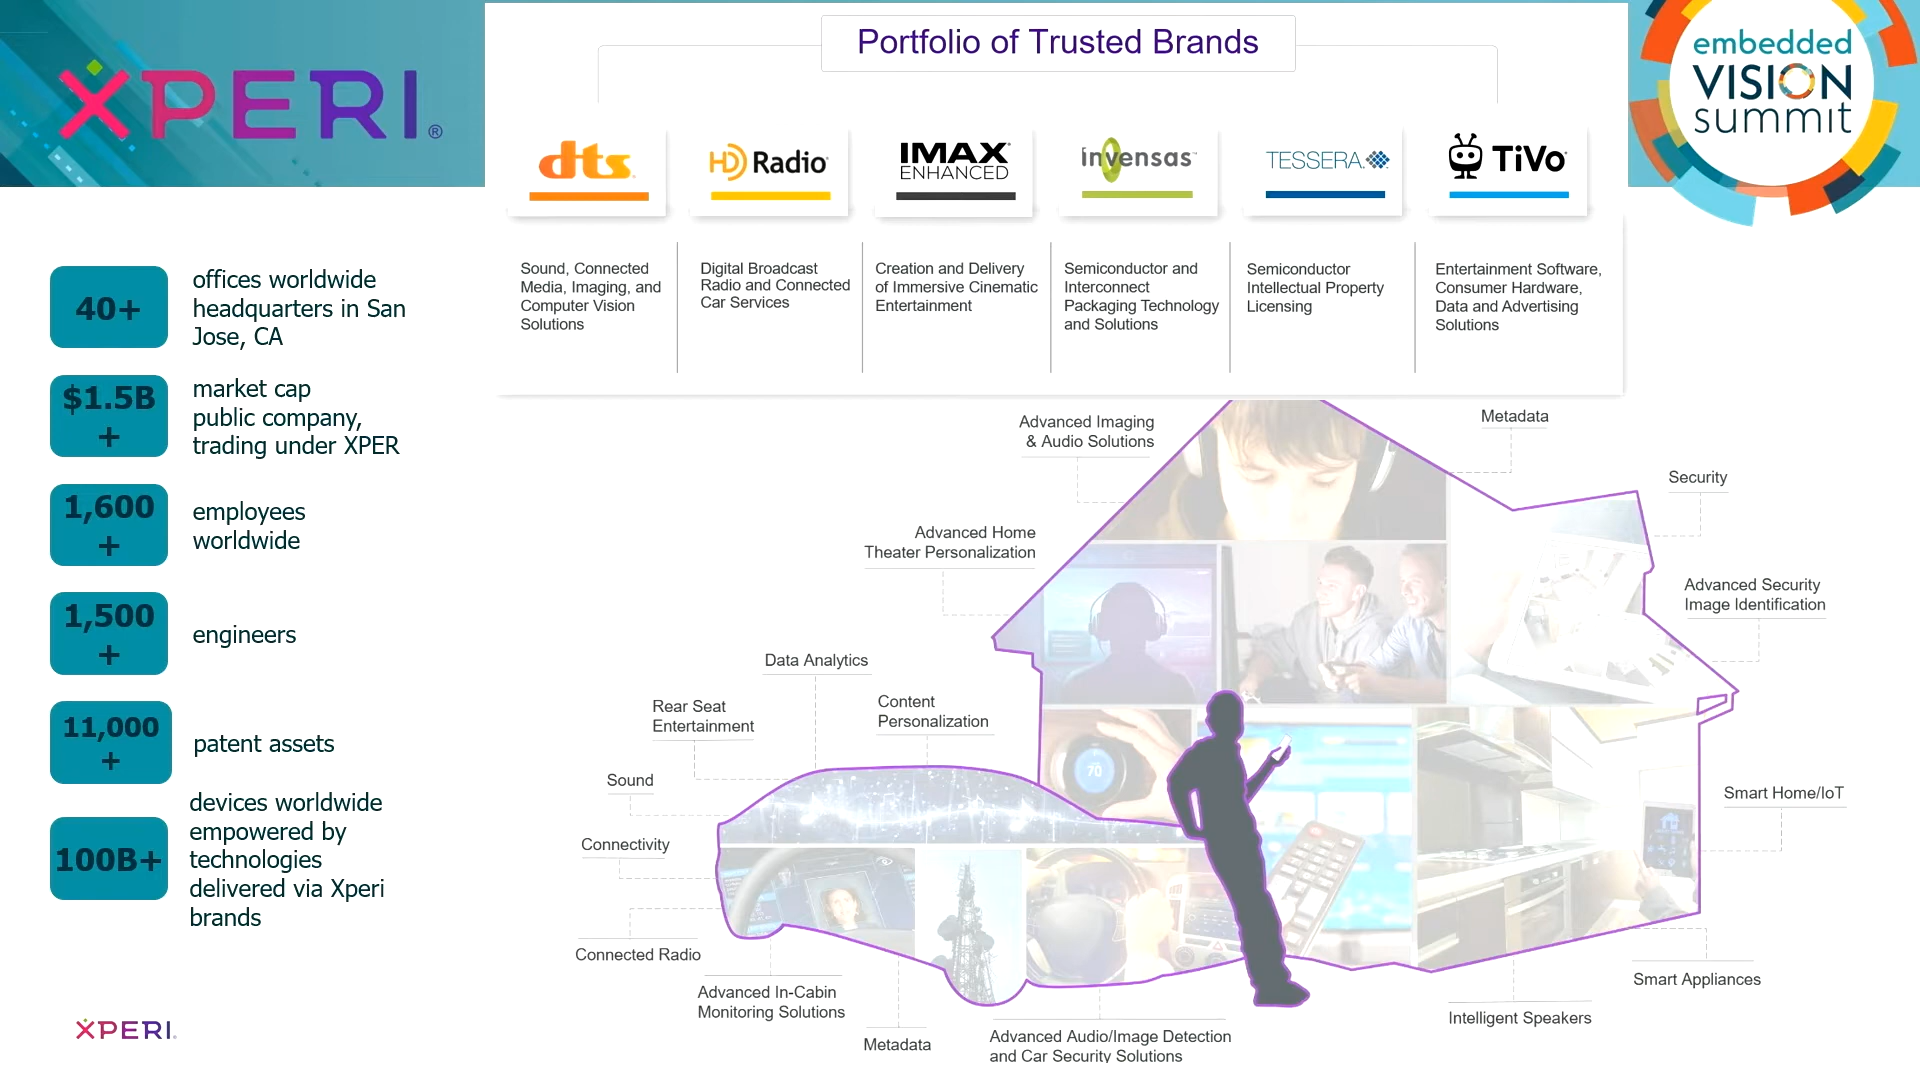 XPERI®
Portfolio of Trusted Brands
embedded
VISION
summit
dts
HD Radio
IMAX
ENHANCED
invensas™
TESSERA
TiVo
Sound, Connected
Media, Imaging, and
Computer Vision
Solutions
Digital Broadcast
Radio and Connected
Car Services
Creation and Delivery
of Immersive Cinematic
Entertainment
Semiconductor and
Interconnect
Packaging Technology
and Solutions
Semiconductor
Intellectual Property
Licensing
Entertainment Software,
Consumer Hardware,
Data and Advertising
Solutions
40+
offices worldwide
headquarters in San
Jose, CA
$1.5B
+
market cap
public company,
trading under XPER
1,600
+
employees
worldwide
1,500
+
engineers
11,000
+
patent assets
100B+
devices worldwide
empowered by
technologies
delivered via Xperi
brands
XPERI
Advanced Imaging
& Audio Solutions
Metadata
Security
Advanced Home
Theater Personalization
Advanced Security
Image Identification
Data Analytics
Rear Seat
Entertainment
Content
Personalization
Sound
70
Smart Home/IoT
Connectivity
Connected Radio
Advanced In-Cabin
Monitoring Solutions
Metadata
Advanced Audio/Image Detection
and Car Security Solutions
Intelligent Speakers
Smart Appliances